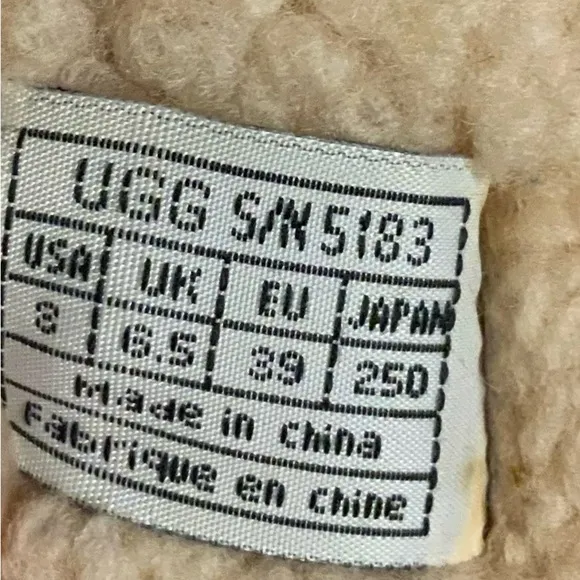 UGG S/N 5183
USA UK EU JAPAN
8 6.5 39 250
Made in china
Fabrique en chine